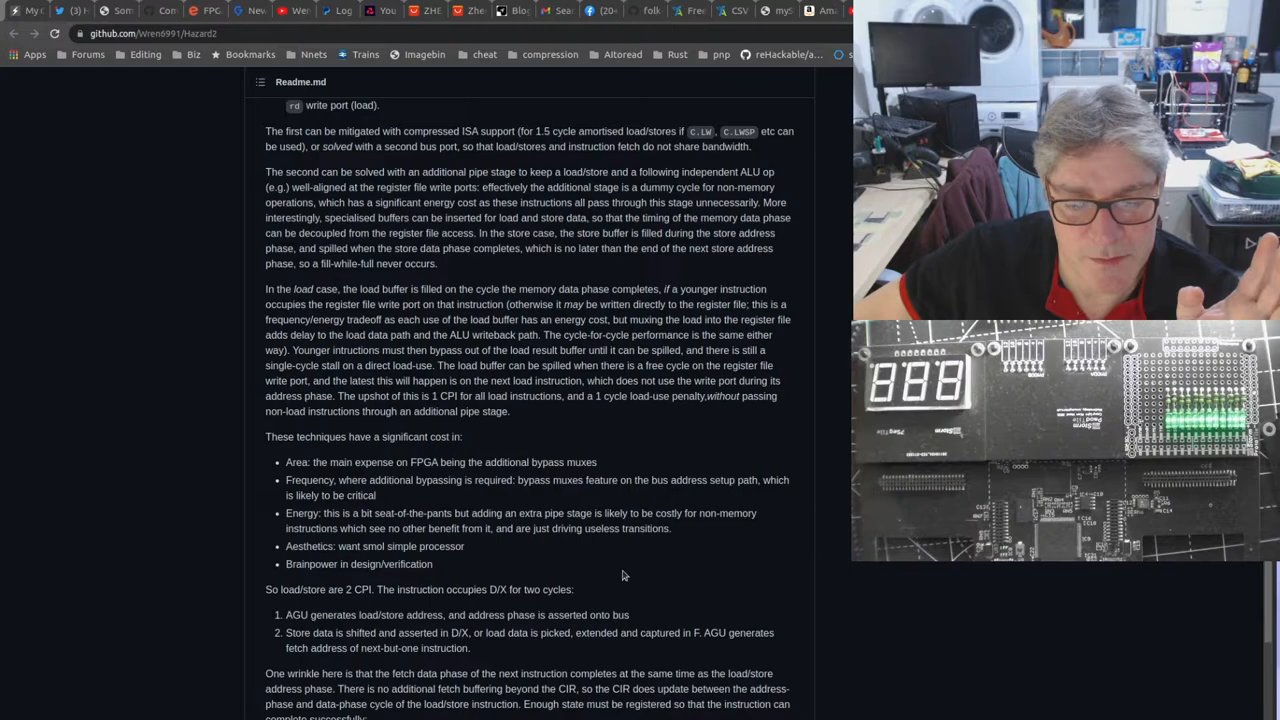 My C
(3) H
Som
Con
FPG
Nev
Wer
Log
You
ZHE
Zhe
Blog
Sea
(20+
folk
Free
CSV
myS
Ama
github.com/Wren6991/Hazard2
Apps
Forums
Editing
Biz
Bookmarks
Nnets
Trains
Imagebin
cheat
compression
AItoread
Rust
pnp
reHackable/a...
Readme.md
rd write port (load).
The first can be mitigated with compressed ISA support (for 1.5 cycle amortised load/stores if C.LW, C.LWSP etc can
be used), or solved with a second bus port, so that load/stores and instruction fetch do not share bandwidth.
The second can be solved with an additional pipe stage to keep a load/store and a following independent ALU op
(e.g.) well-aligned at the register file write ports: effectively the additional stage is a dummy cycle for non-memory
operations, which has a significant energy cost as these instructions all pass through this stage unnecessarily. More
interestingly, specialised buffers can be inserted for load and store data, so that the timing of the memory data phase
can be decoupled from the register file access. In the store case, the store buffer is filled during the store address
phase, and spilled when the store data phase completes, which is no later than the end of the next store address
phase, so a fill-while-full never occurs.
In the load case, the load buffer is filled on the cycle the memory data phase completes, if a younger instruction
occupies the register file write port on that instruction (otherwise it may be written directly to the register file; this is a
frequency/energy tradeoff as each use of the load buffer has an energy cost, but muxing the load into the register file
adds delay to the load data path and the ALU writeback path. The cycle-for-cycle performance is the same either
way). Younger intructions must then bypass out of the load result buffer until it can be spilled, and there is still a
single-cycle stall on a direct load-use. The load buffer can be spilled when there is a free cycle on the register file
write port, and the latest this will happen is on the next load instruction, which does not use the write port during its
address phase. The upshot of this is 1 CPI for all load instructions, and a 1 cycle load-use penalty,without passing
non-load instructions through an additional pipe stage.
These techniques have a significant cost in:
• Area: the main expense on FPGA being the additional bypass muxes
• Frequency, where additional bypassing is required: bypass muxes feature on the bus address setup path, which
is likely to be critical
• Energy: this is a bit seat-of-the-pants but adding an extra pipe stage is likely to be costly for non-memory
instructions which see no other benefit from it, and are just driving useless transitions.
• Aesthetics: want smol simple processor
• Brainpower in design/verification
So load/store are 2 CPI. The instruction occupies D/X for two cycles:
1. AGU generates load/store address, and address phase is asserted onto bus
2. Store data is shifted and asserted in D/X, or load data is picked, extended and captured in F. AGU generates
fetch address of next-but-one instruction.
One wrinkle here is that the fetch data phase of the next instruction completes at the same time as the load/store
address phase. There is no additional fetch buffering beyond the CIR, so the CIR does update between the address-
phase and data-phase cycle of the load/store instruction. Enough state must be registered so that the instruction can
complete successfully: